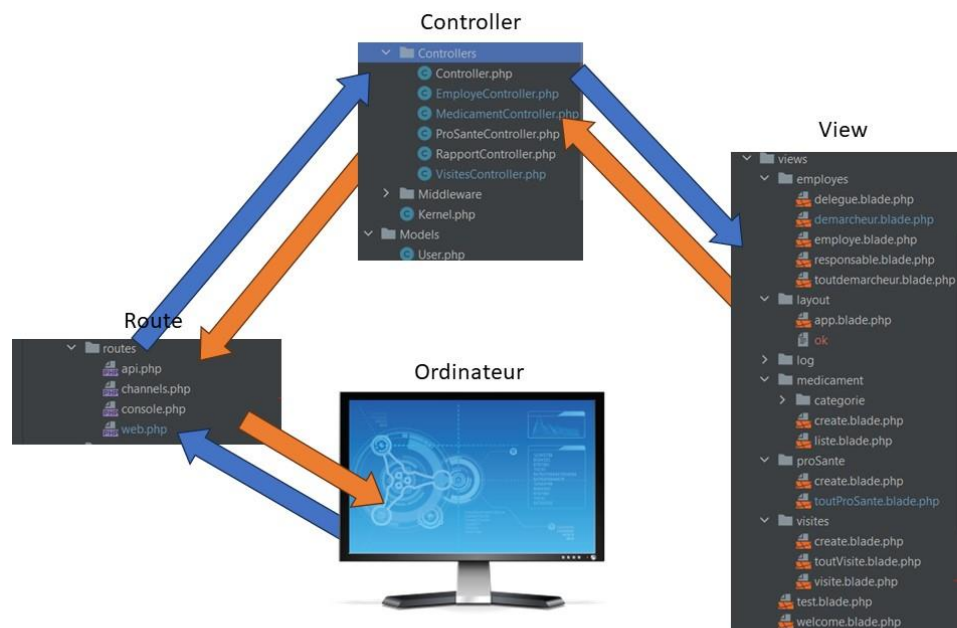 Controller
Controllers
Controller.php
EmployeController.php
MedicamentController.php
ProSanteController.php
RapportController.php
VisitesController.php
Middleware
Kernel.php
Models
User.php
View
views
employes
delegue.blade.php
demarcheur.blade.php
employe.blade.php
responsable.blade.php
toutdemarcheur.blade.php
layout
app.blade.php
ok
log
medicament
categorie
create.blade.php
liste.blade.php
proSante
create.blade.php
toutProSante.blade.php
visites
create.blade.php
toutVisite.blade.php
visite.blade.php
test.blade.php
welcome.blade.php
Route
routes
api.php
channels.php
console.php
web.php
Ordinateur